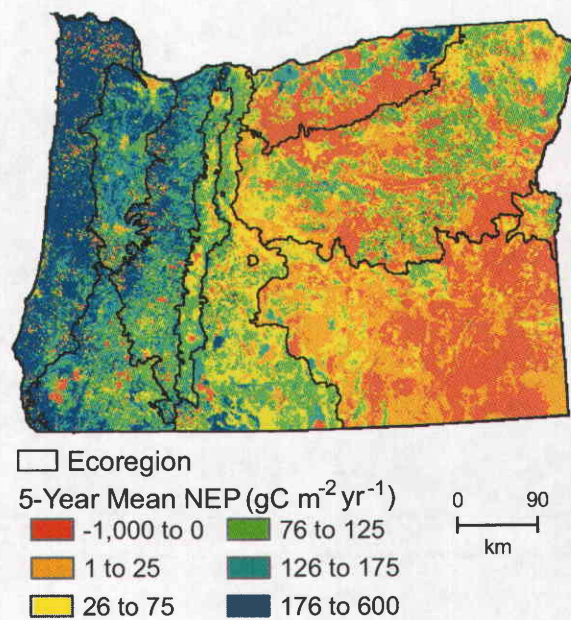 Ecoregion
5-Year Mean NEP (gC m⁻² yr⁻¹)
-1,000 to 0
76 to 125
1 to 25
126 to 175
26 to 75
176 to 600
0 90
km